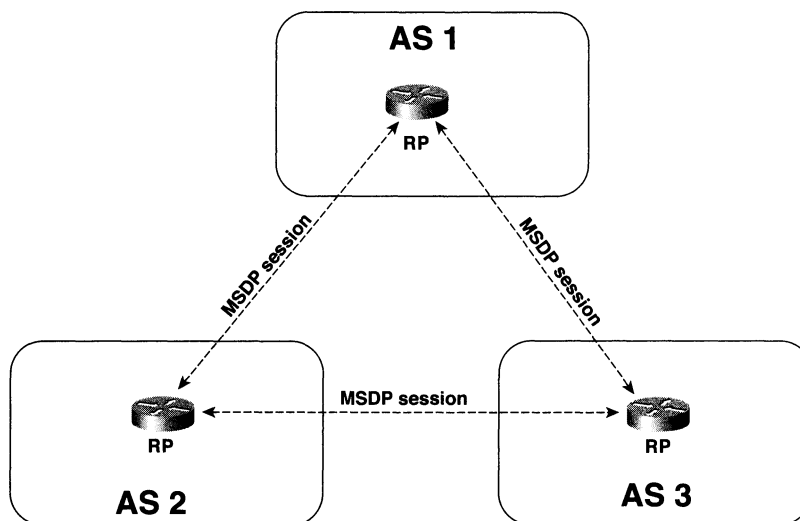 AS 1
RP
MSDP session
MSDP session
MSDP session
RP
RP
AS 2
AS 3